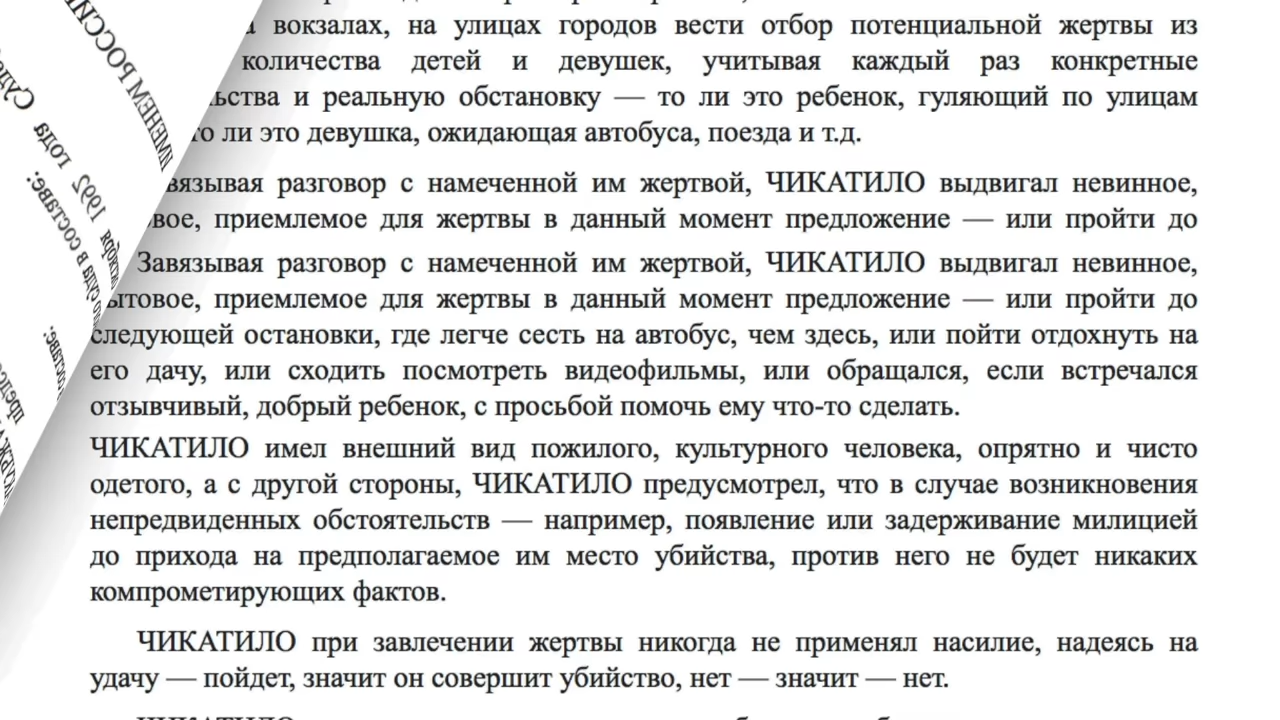 вокзалах, на улицах городов вести отбор потенциальной жертвы из
количества детей и девушек, учитывая каждый раз конкретные
и реальную обстановку — то ли это ребенок, гуляющий по улицам
то ли это девушка, ожидающая автобуса, поезда и т.д.
разговор с намеченной им жертвой, ЧИКАТИЛО выдвигал невинное,
приемлемое для жертвы в данный момент предложение — или пройти до
Завязывая разговор с намеченной им жертвой, ЧИКАТИЛО выдвигал невинное,
бытовое, приемлемое для жертвы в данный момент предложение — или пройти до
следующей остановки, где легче сесть на автобус, чем здесь, или пойти отдохнуть на
его дачу, или сходить посмотреть видеофильмы, или обращался, если встречался
отзывчивый, добрый ребенок, с просьбой помочь ему что-то сделать.
ЧИКАТИЛО имел внешний вид пожилого, культурного человека, опрятно и чисто
одетого, а с другой стороны, ЧИКАТИЛО предусмотрел, что в случае возникновения
непредвиденных обстоятельств — например, появление или задерживание милицией
до прихода на предполагаемое им место убийства, против него не будет никаких
компрометирующих фактов.
ЧИКАТИЛО при завлечении жертвы никогда не применял насилие, надеясь на
удачу — пойдет, значит он совершит убийство, нет — значит — нет.
ИМЕНЕМ
1992 года
в составе: